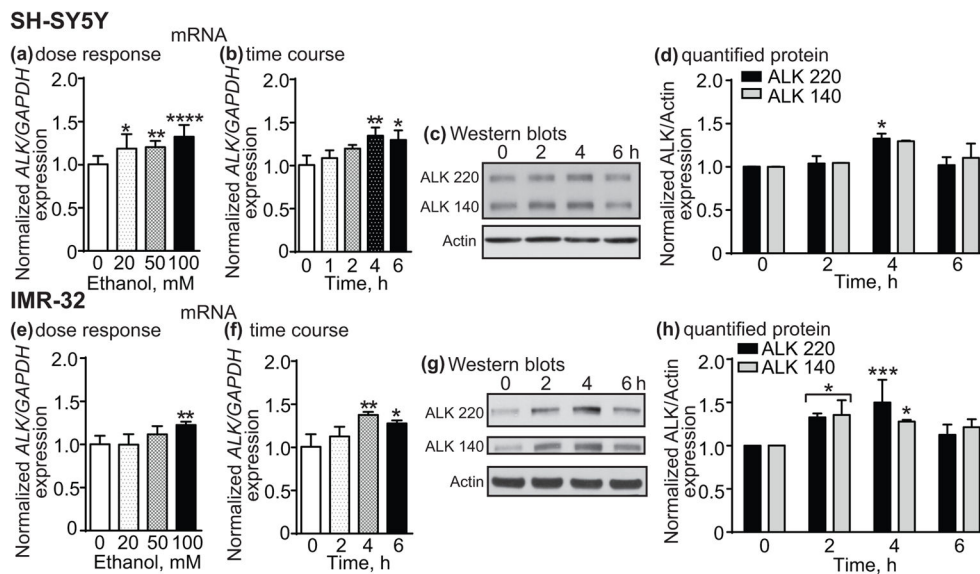 SH-SY5Y
mRNA
(a) dose response
Normalized ALK/GAPDH
expression
2.0
1.5
1.0
0.5
0
* ** ****
0 20 50 100
Ethanol, mM
(b) time course
Normalized ALK/GAPDH
expression
2.0
1.5
1.0
0.5
0
** *
0 1 2 4 6
Time, h
(c) Western blots
0 2 4 6 h
ALK 220
ALK 140
Actin
(d) quantified protein
ALK 220
ALK 140
Normalized ALK/Actin
expression
2.0
1.5
1.0
0.5
0
*
0 2 4 6
Time, h
IMR-32
mRNA
(e) dose response
Normalized ALK/GAPDH
expression
2.0
1.5
1.0
0.5
0
**
0 20 50 100
Ethanol, mM
(f) time course
Normalized ALK/GAPDH
expression
2.0
1.5
1.0
0.5
0
** *
0 2 4 6
Time, h
(g) Western blots
0 2 4 6 h
ALK 220
ALK 140
Actin
(h) quantified protein
ALK 220
ALK 140
Normalized ALK/Actin
expression
2.0
1.5
1.0
0.5
0
* *** *
0 2 4 6
Time, h